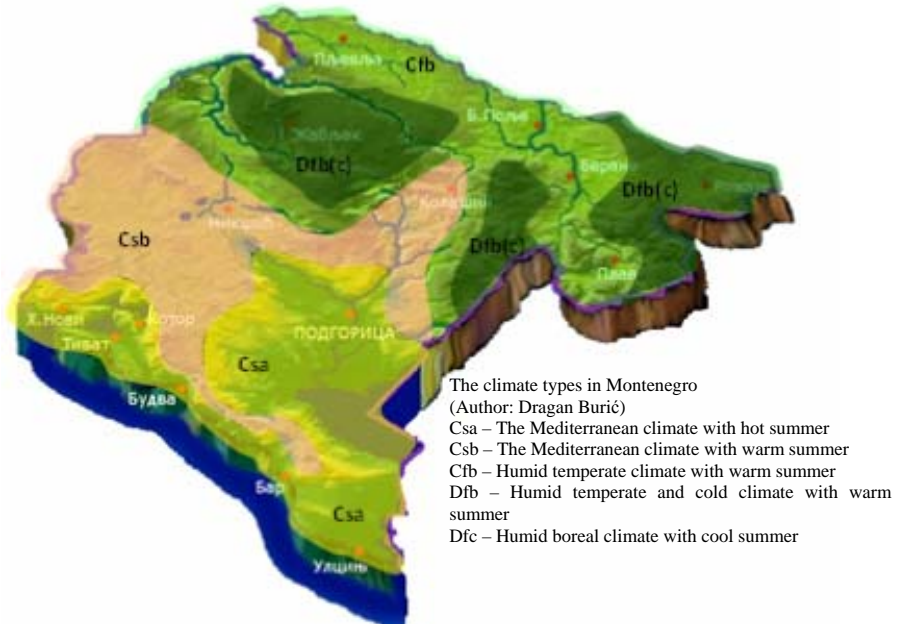 Пљевља
Cfb
Б.Поље
Жабљак
Dfb(c)
Беране
Dfb(c)
Колашин
Никшић
Csb
Dfb(c)
Плав
Х.Нови
Котор
Тиват
ПОДГОРИЦА
Csa
Будва
Бар
Csa
Улцињ
The climate types in Montenegro
(Author: Dragan Burić)
Csa – The Mediterranean climate with hot summer
Csb – The Mediterranean climate with warm summer
Cfb – Humid temperate climate with warm summer
Dfb – Humid temperate and cold climate with warm
summer
Dfc – Humid boreal climate with cool summer